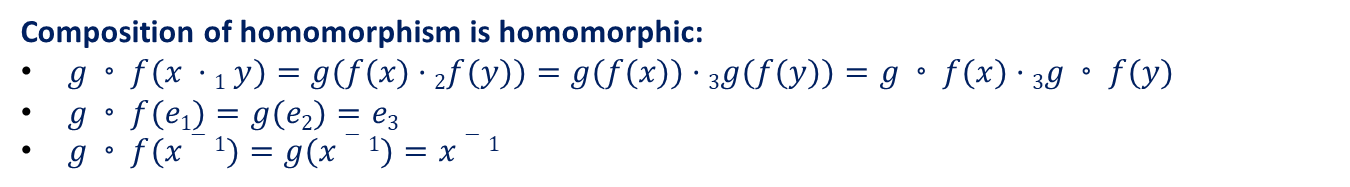 Composition of homomorphism is homomorphic:
• g ∘ f(x ·₁ y) = g(f(x) ·₂ f(y)) = g(f(x)) ·₃ g(f(y)) = g ∘ f(x) ·₃ g ∘ f(y)
• g ∘ f(e₁) = g(e₂) = e₃
• g ∘ f(x⁻¹) = g(x⁻¹) = x⁻¹